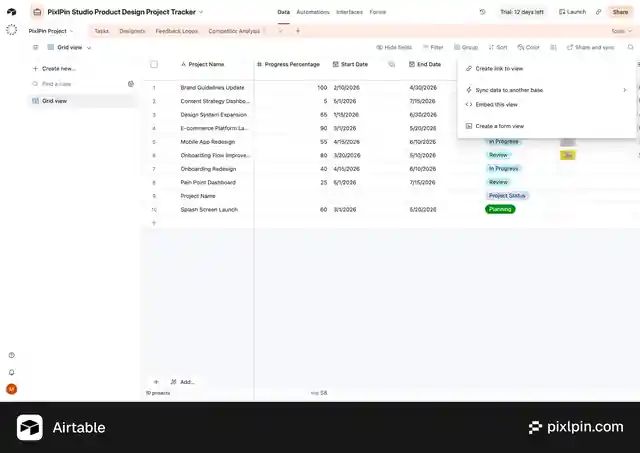 PixlPin Studio Product Design Project Tracker
Data Automations Interfaces Forms
Trial: 12 days left Launch Share
PixlPin Project Tasks Designers Feedback Loops Competitor Analysis Tools
Grid view Hide fields Filter Group Sort Color Share and sync
Create new...
Find a view
Grid view
Project Name Progress Percentage Start Date End Date
1 Brand Guidelines Update 100 2/10/2026 4/30/2026
2 Content Strategy Dashbo... 5 5/1/2026 7/15/2026
3 Design System Expansion 65 1/15/2026 6/30/2026
4 E-commerce Platform La... 90 3/1/2026 5/20/2026
5 Mobile App Redesign 55 4/15/2026 6/15/2026 In Progress
6 Onboarding Flow Improve... 80 3/20/2026 5/10/2026 Review
7 Onboarding Redesign 40 4/15/2026 6/10/2026 In Progress
8 Pain Point Dashboard 25 5/1/2026 7/15/2026 Review
9 Project Name Project Status
10 Splash Screen Launch 60 3/1/2026 5/20/2026 Planning
Create link to view
Sync data to another base
Embed this view
Create a form view
Add...
10 projects 58
Airtable
pixlpin.com